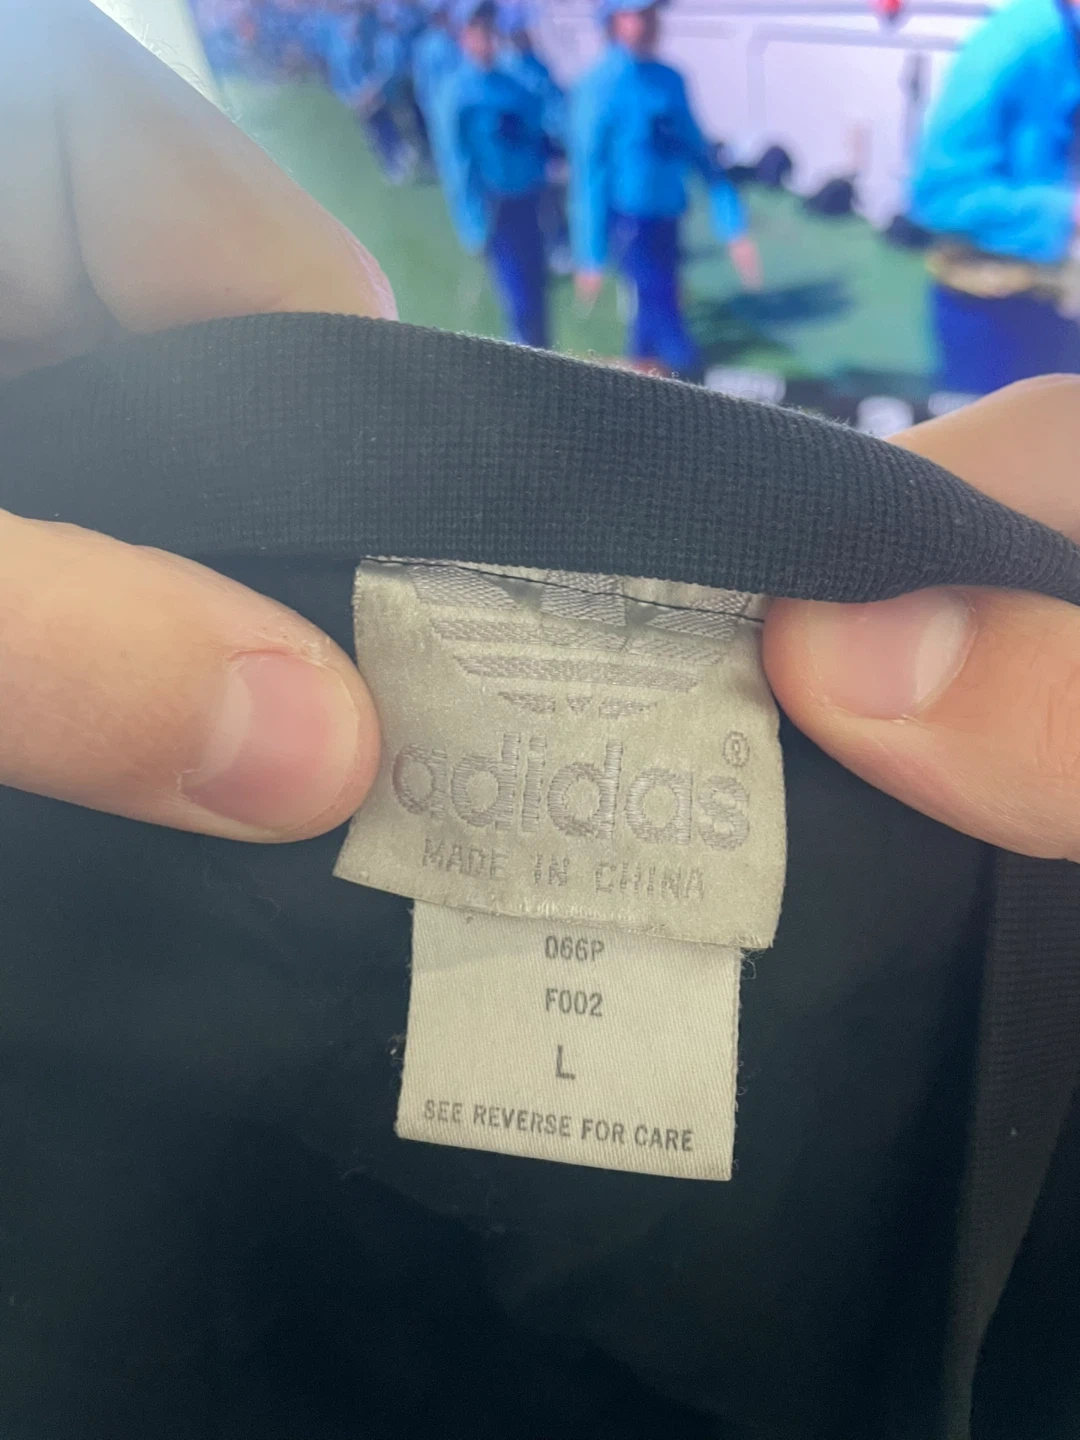 adidas®
MADE IN CHINA
066P
F002
L
SEE REVERSE FOR CARE